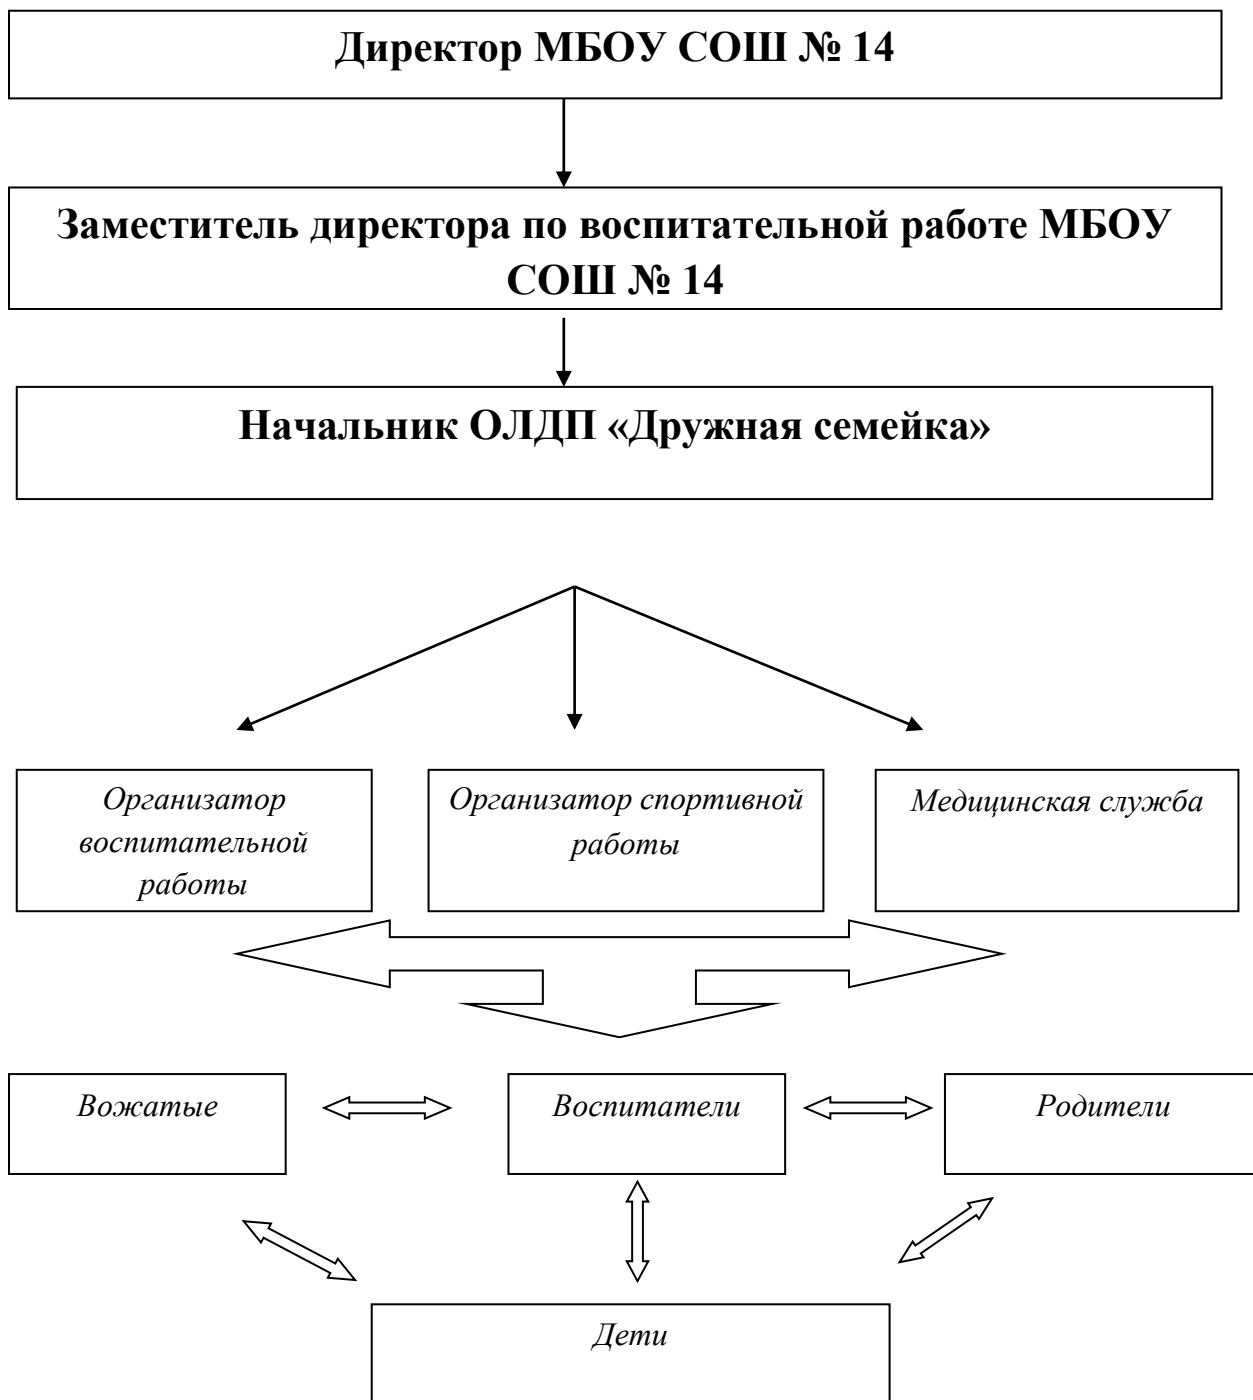 Директор МБОУ СОШ № 14
Заместитель директора по воспитательной работе МБОУ
СОШ № 14
Начальник ОЛДП «Дружная семейка»
Организатор
воспитательной
работы
Организатор спортивной
работы
Медицинская служба
Вожатые
Воспитатели
Родители
Дети